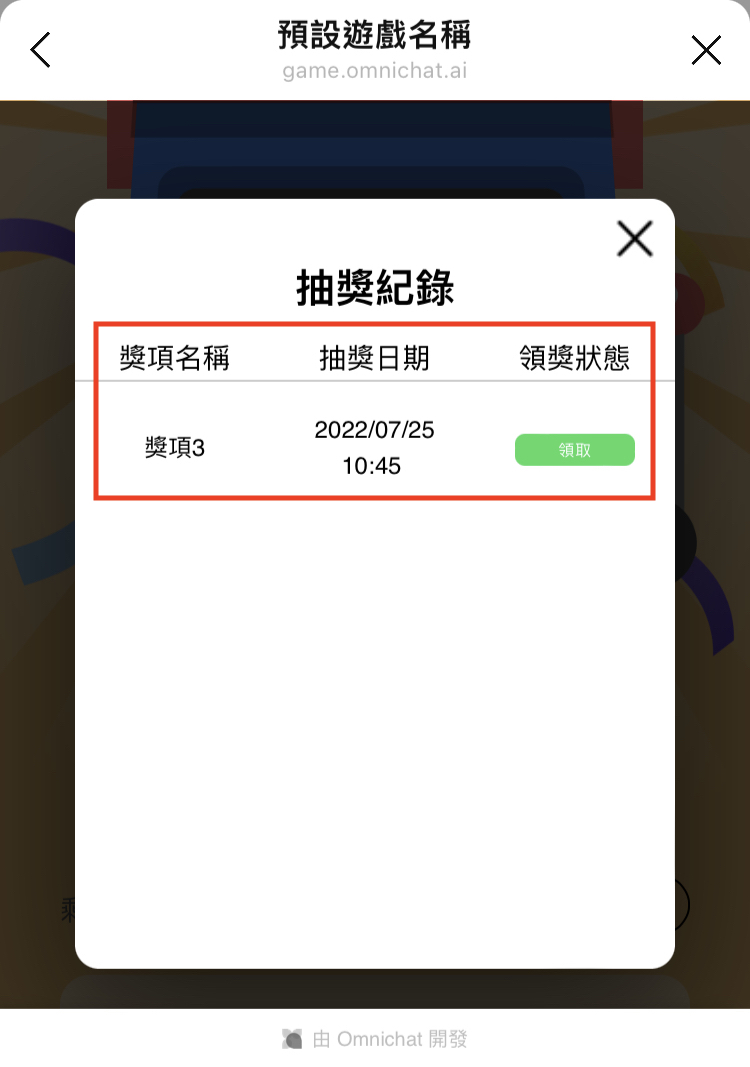 預設遊戲名稱
game.omnichat.ai
抽獎紀錄
獎項名稱 抽獎日期 領獎狀態
獎項3 2022/07/25 10:45 領取
剩
由 Omnichat 開發